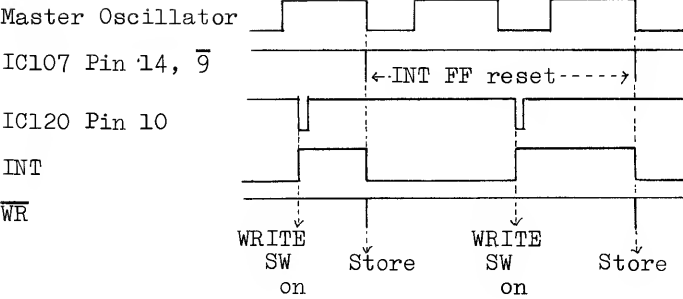 Master Oscillator
IC107 Pin 14, 9̅
←INT FF reset-----→
IC120 Pin 10
INT
W̅R̅
WRITE SW on
Store
WRITE SW on
Store